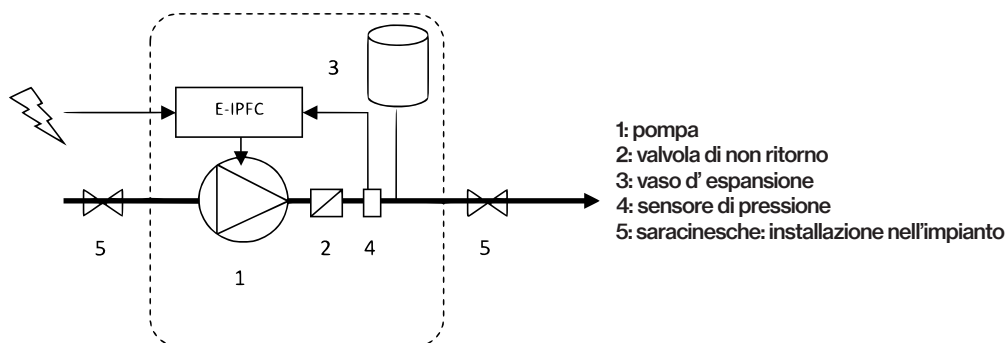 3
E-IPFC
5
2
4
5
1
1: pompa
2: valvola di non ritorno
3: vaso d' espansione
4: sensore di pressione
5: saracinesche: installazione nell'impianto